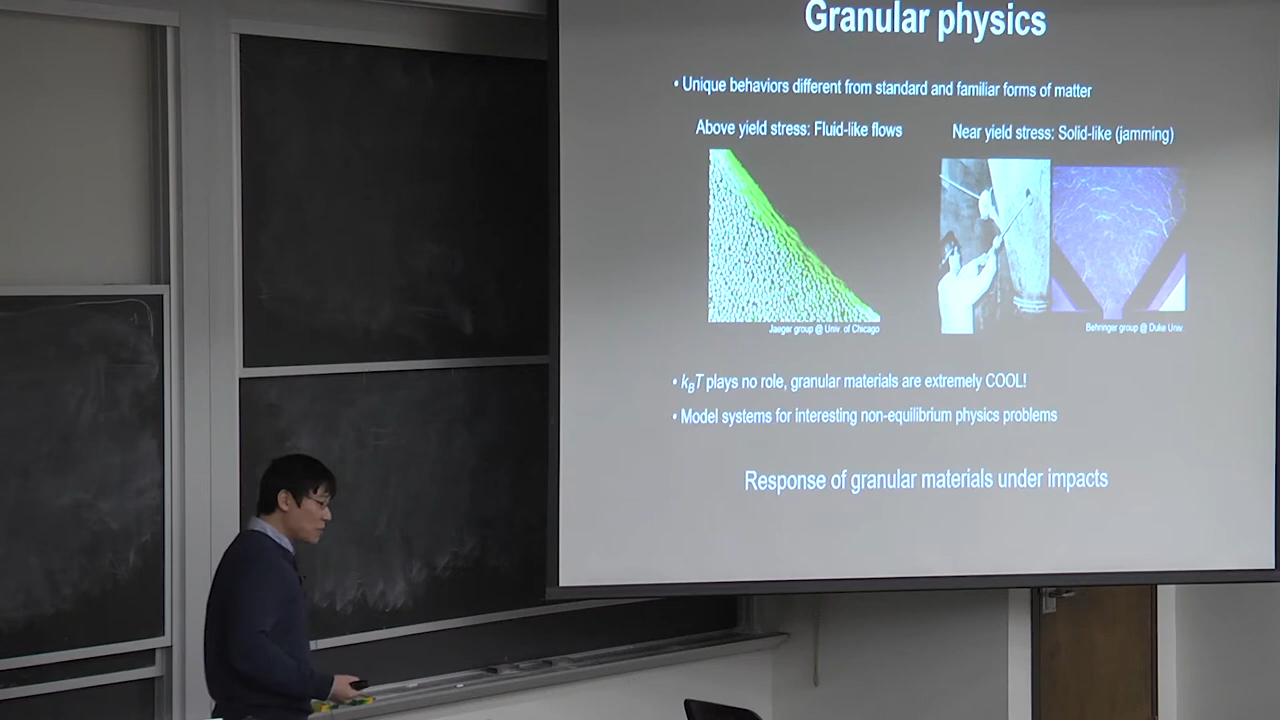 Granular physics
• Unique behaviors different from standard and familiar forms of matter
Above yield stress: Fluid-like flows
Near yield stress: Solid-like (jamming)
Jaeger group @ Univ. of Chicago
Behringer group @ Duke Univ.
• kBT plays no role, granular materials are extremely COOL!
• Model systems for interesting non-equilibrium physics problems
Response of granular materials under impacts